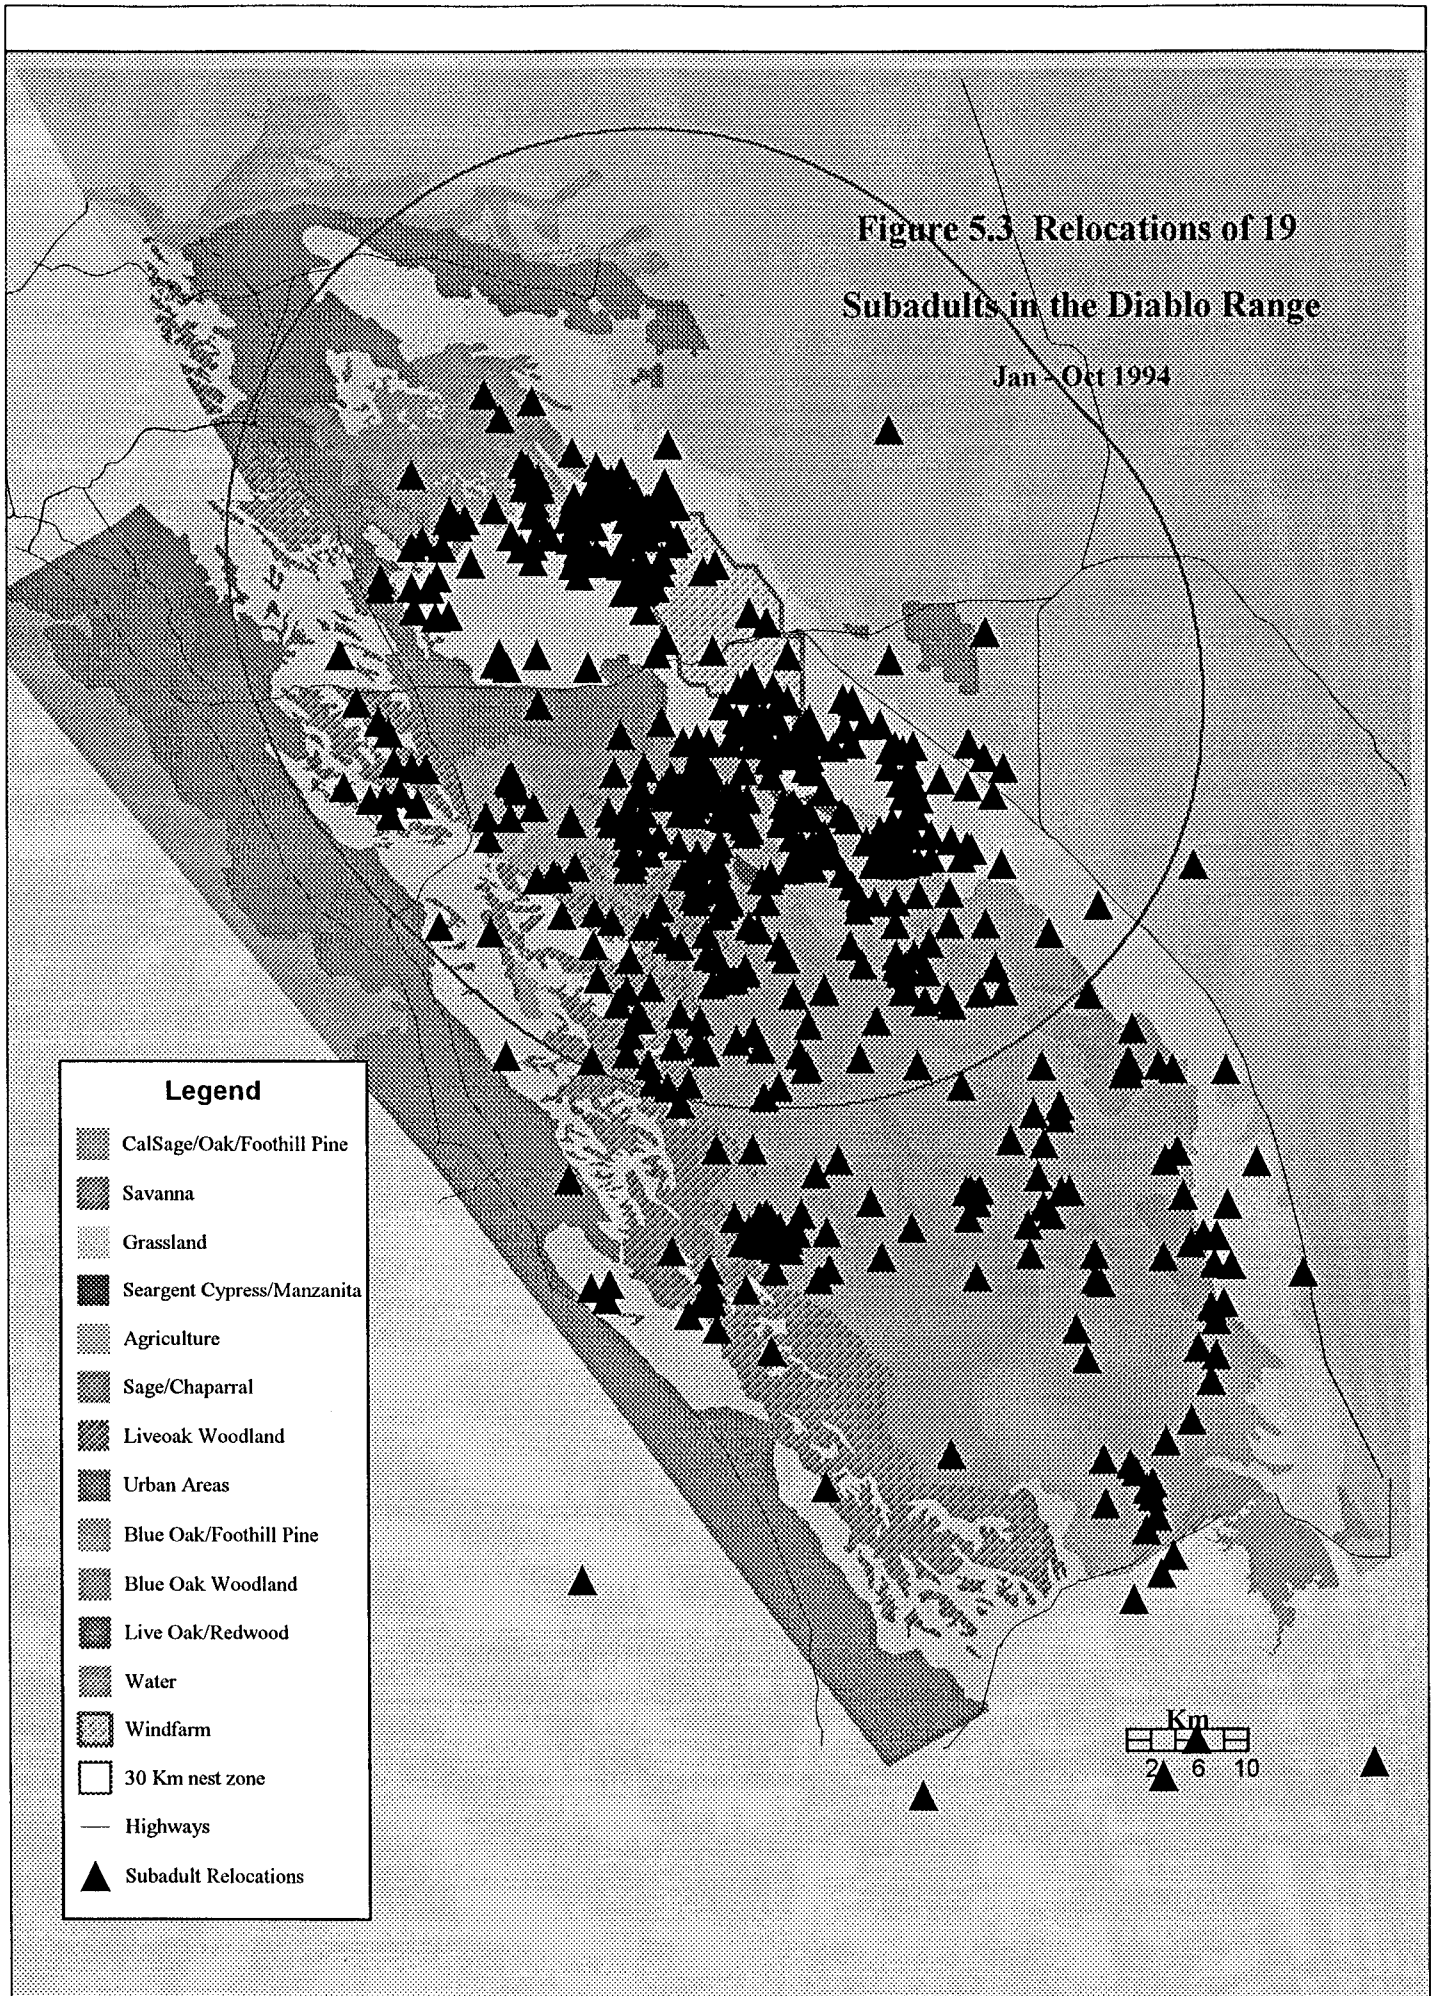 Figure 5.3 Relocations of 19
Subadults in the Diablo Range
Jan - Oct 1994
Legend
CalSage/Oak/Foothill Pine
Savanna
Grassland
Seargent Cypress/Manzanita
Agriculture
Sage/Chaparral
Liveoak Woodland
Urban Areas
Blue Oak/Foothill Pine
Blue Oak Woodland
Live Oak/Redwood
Water
Windfarm
30 Km nest zone
Highways
Subadult Relocations
Km
2 6 10